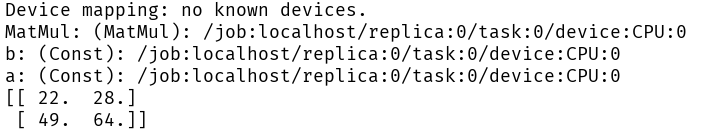 Device mapping: no known devices.
MatMul: (MatMul): /job:localhost/replica:0/task:0/device:CPU:0
b: (Const): /job:localhost/replica:0/task:0/device:CPU:0
a: (Const): /job:localhost/replica:0/task:0/device:CPU:0
[[ 22.  28.]
 [ 49.  64.]]